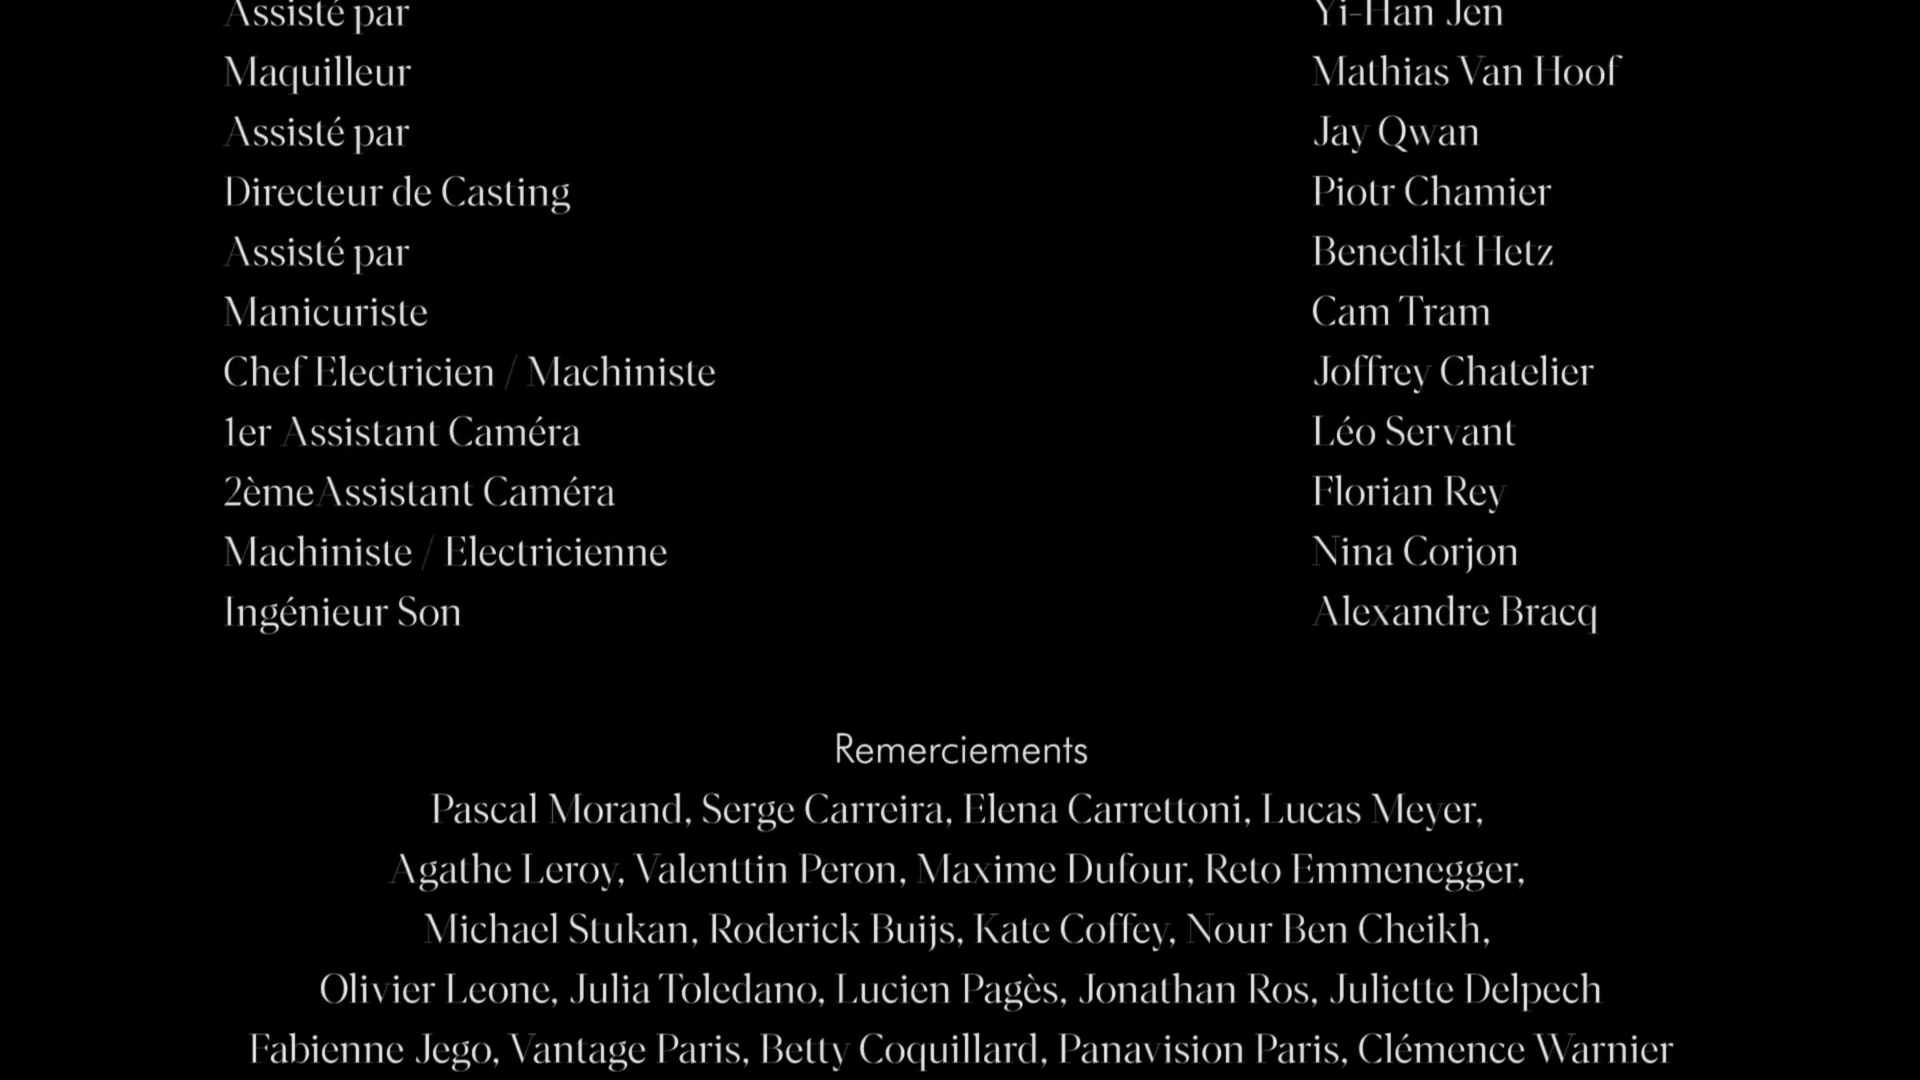 Assisté par Yi-Han Jen
Maquilleur Mathias Van Hoof
Assisté par Jay Qwan
Directeur de Casting Piotr Chamier
Assisté par Benedikt Hetz
Manicuriste Cam Tram
Chef Electricien / Machiniste Joffrey Chatelier
1er Assistant Caméra Léo Servant
2èmeAssistant Caméra Florian Rey
Machiniste / Electricienne Nina Corjon
Ingénieur Son Alexandre Bracq
Remerciements
Pascal Morand, Serge Carreira, Elena Carrettoni, Lucas Meyer,
Agathe Leroy, Valenttin Peron, Maxime Dufour, Reto Emmenegger,
Michael Stukan, Roderick Buijs, Kate Coffey, Nour Ben Cheikh,
Olivier Leone, Julia Toledano, Lucien Pagès, Jonathan Ros, Juliette Delpech
Fabienne Jego, Vantage Paris, Betty Coquillard, Panavision Paris, Clémence Warnier